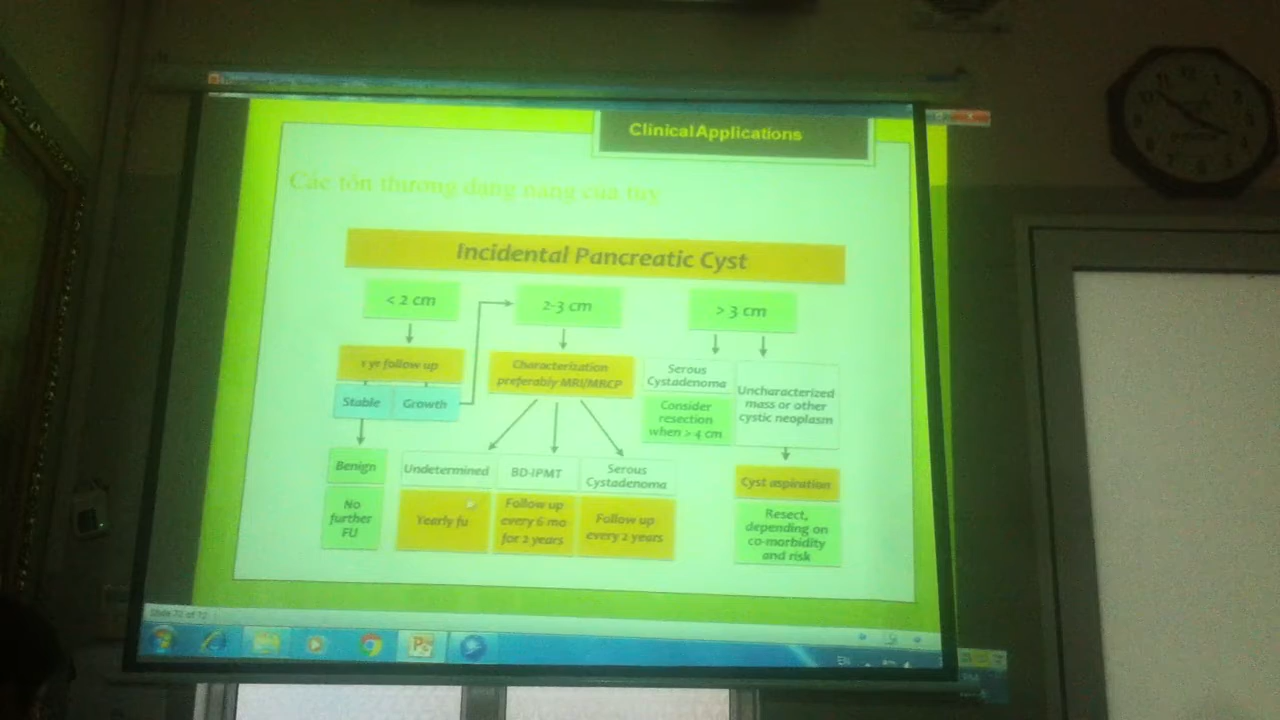 Clinical Applications
Các tổn thương dạng nang của tụy
Incidental Pancreatic Cyst
< 2 cm
2-3 cm
> 3 cm
1 yr follow up
Stable
Growth
Characterization
preferably MRI/MRCP
Serous
Cystadenoma
Consider
resection
when > 4 cm
Uncharacterized
mass or other
cystic neoplasm
Benign
No
further
FU
Undetermined
Yearly fu
BD-IPMT
Follow up
every 6 mo
for 2 years
Serous
Cystadenoma
Follow up
every 2 years
Cyst aspiration
Resect,
depending on
co-morbidity
and risk
EN